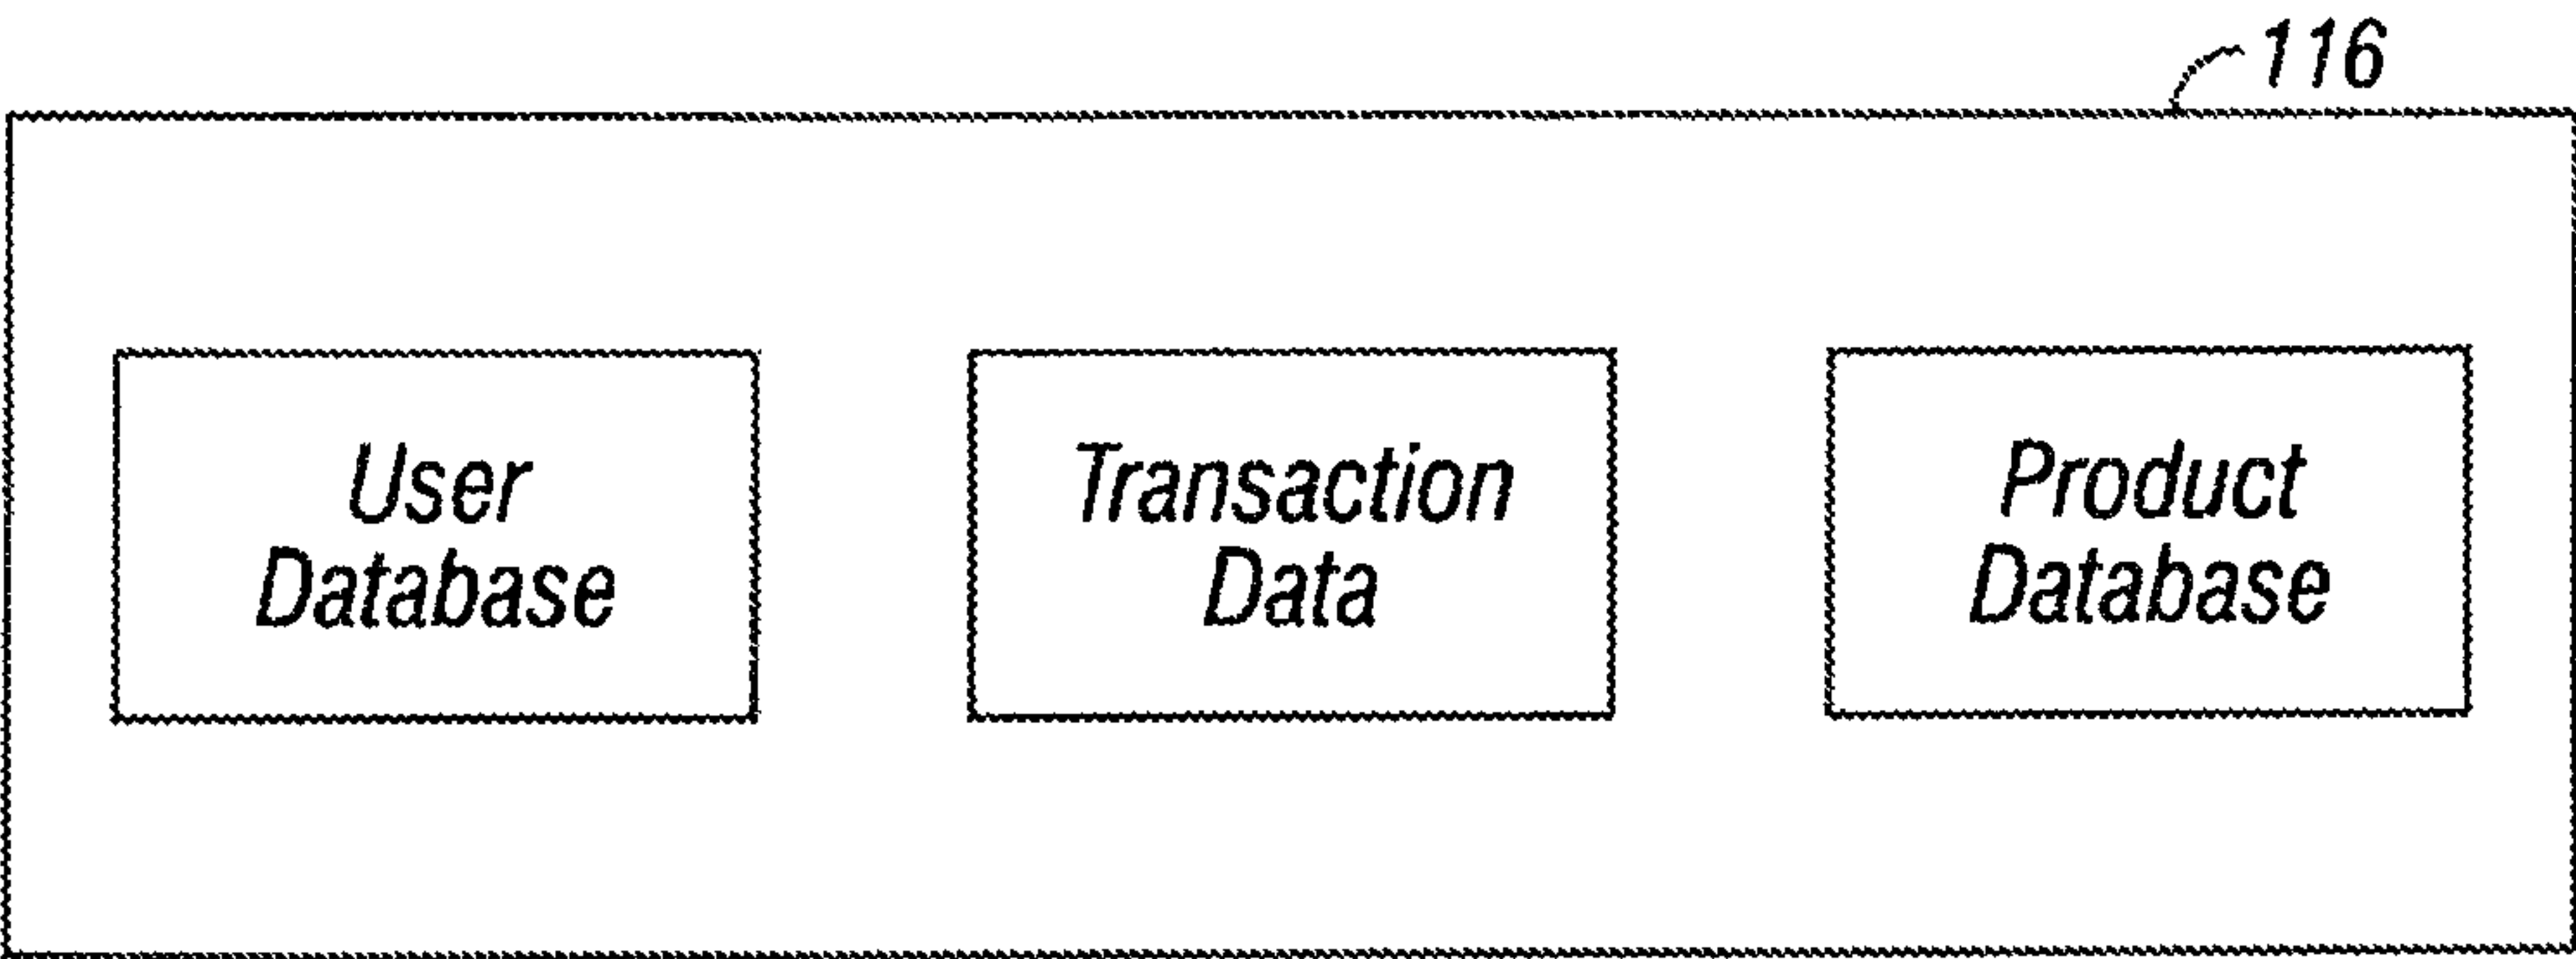 116
User
Database
Transaction
Data
Product
Database